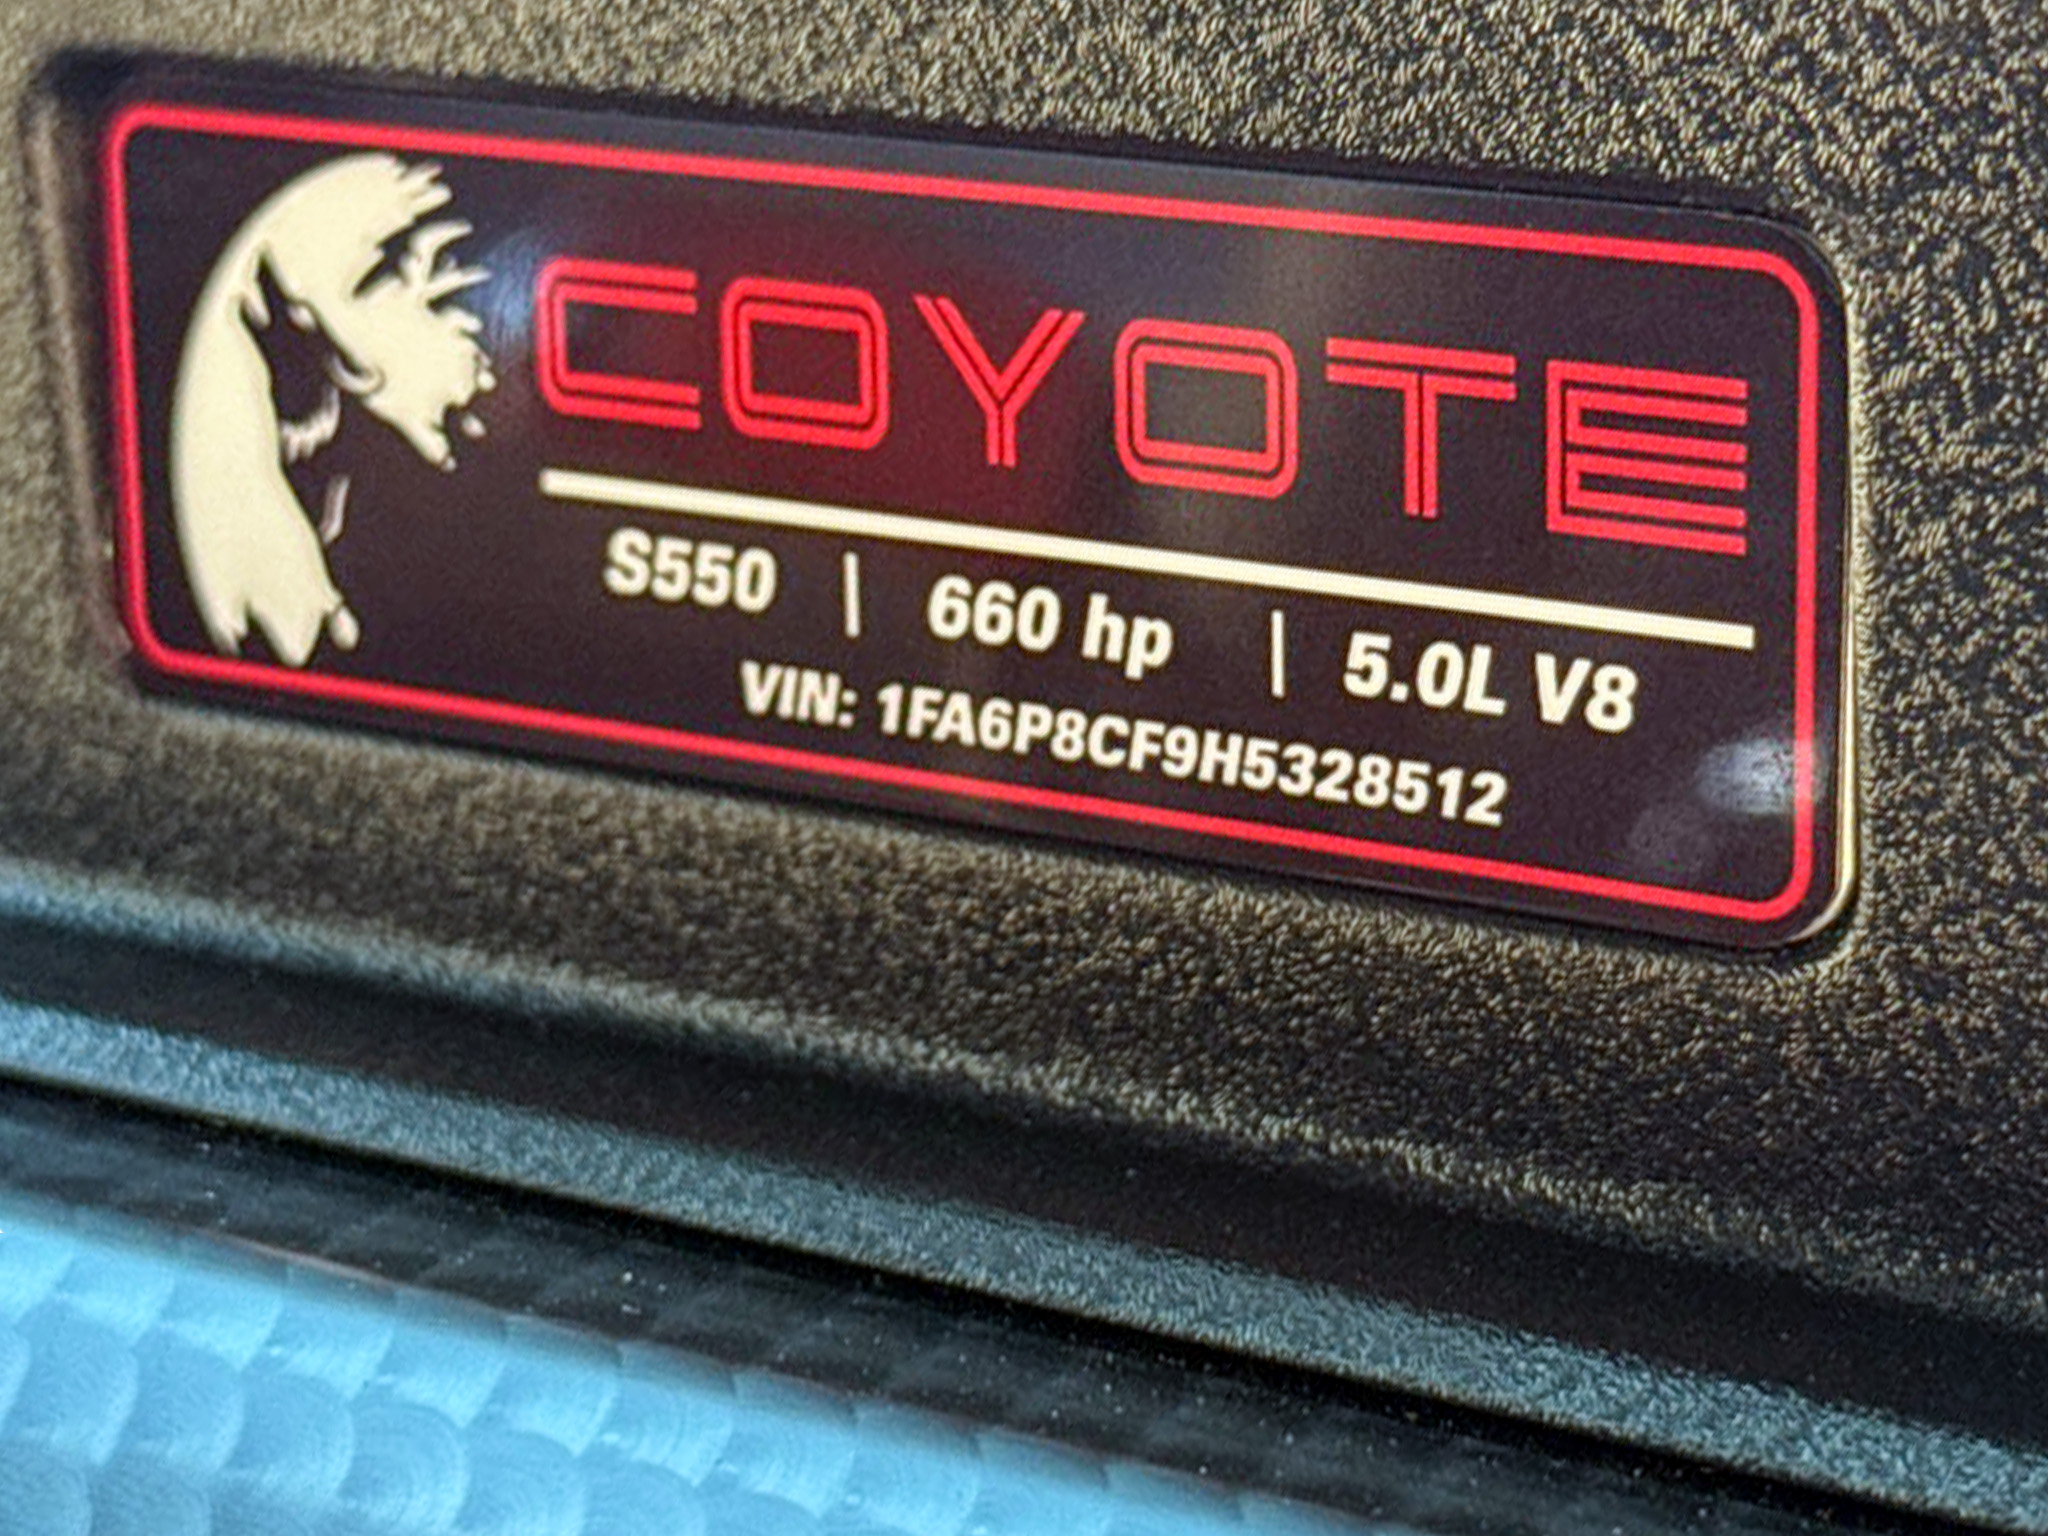 COYOTE
S550 | 660 hp | 5.0L V8
VIN: 1FA6P8CF9H5328512